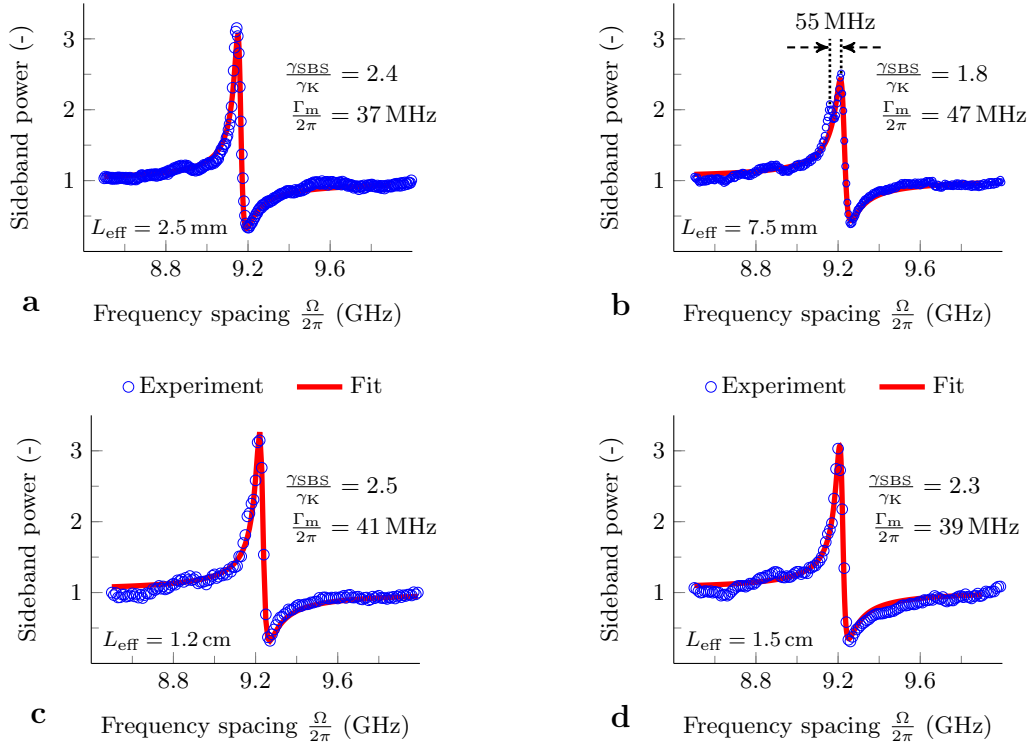 Sideband power (-)
3
2
1
γSBS/γK = 2.4
Γm/2π = 37 MHz
Leff = 2.5 mm
8.8 9.2 9.6
a
Frequency spacing Ω/2π (GHz)
55 MHz
Sideband power (-)
3
2
1
γSBS/γK = 1.8
Γm/2π = 47 MHz
Leff = 7.5 mm
8.8 9.2 9.6
b
Frequency spacing Ω/2π (GHz)
Experiment Fit
Sideband power (-)
3
2
1
γSBS/γK = 2.5
Γm/2π = 41 MHz
Leff = 1.2 cm
8.8 9.2 9.6
c
Frequency spacing Ω/2π (GHz)
Experiment Fit
Sideband power (-)
3
2
1
γSBS/γK = 2.3
Γm/2π = 39 MHz
Leff = 1.5 cm
8.8 9.2 9.6
d
Frequency spacing Ω/2π (GHz)